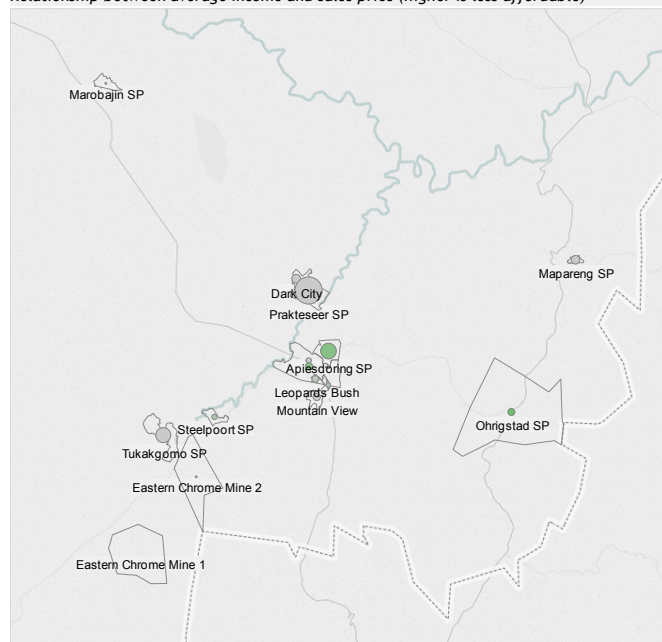 Relationship between average income and sales price (higher is less affordable)
Marobajin SP
Mapareng SP
Dark City
Prakteseer SP
Apiesdoring SP
Leopards Bush
Mountain View
Ohrigstad SP
Steelpoort SP
Tukakgomo SP
Eastern Chrome Mine 2
Eastern Chrome Mine 1